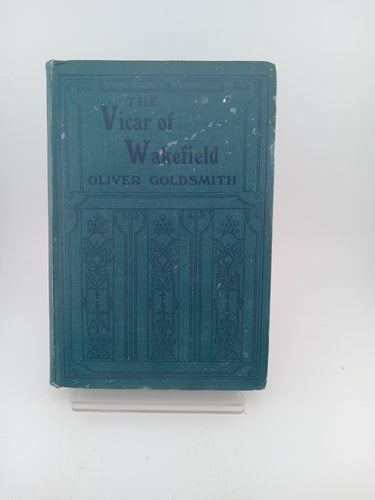 THE
Vicar of
Wakefield
OLIVER GOLDSMITH